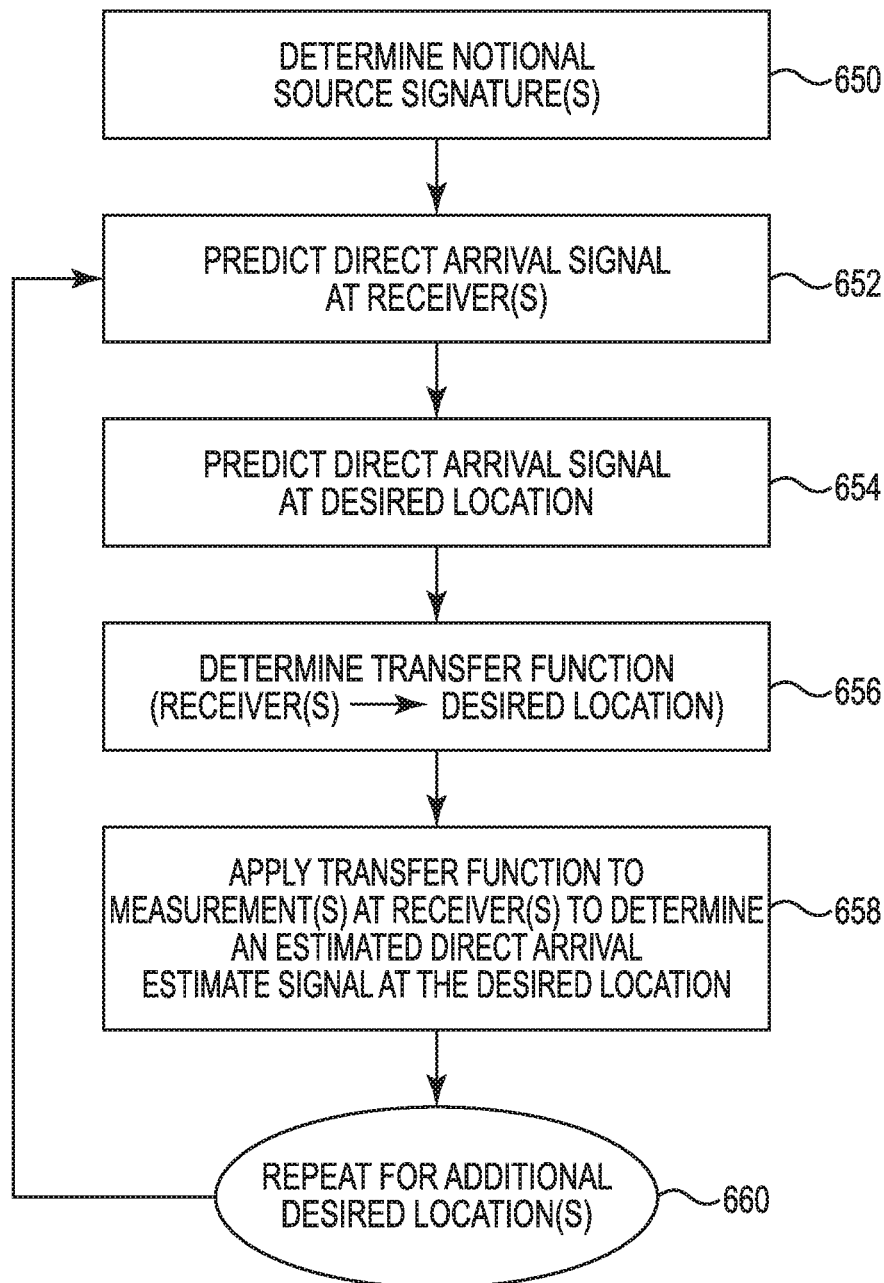 DETERMINE NOTIONAL
SOURCE SIGNATURE(S)
650
PREDICT DIRECT ARRIVAL SIGNAL
AT RECEIVER(S)
652
PREDICT DIRECT ARRIVAL SIGNAL
AT DESIRED LOCATION
654
DETERMINE TRANSFER FUNCTION
(RECEIVER(S) → DESIRED LOCATION)
656
APPLY TRANSFER FUNCTION TO
MEASUREMENT(S) AT RECEIVER(S) TO DETERMINE
AN ESTIMATED DIRECT ARRIVAL
ESTIMATE SIGNAL AT THE DESIRED LOCATION
658
REPEAT FOR ADDITIONAL
DESIRED LOCATION(S)
660